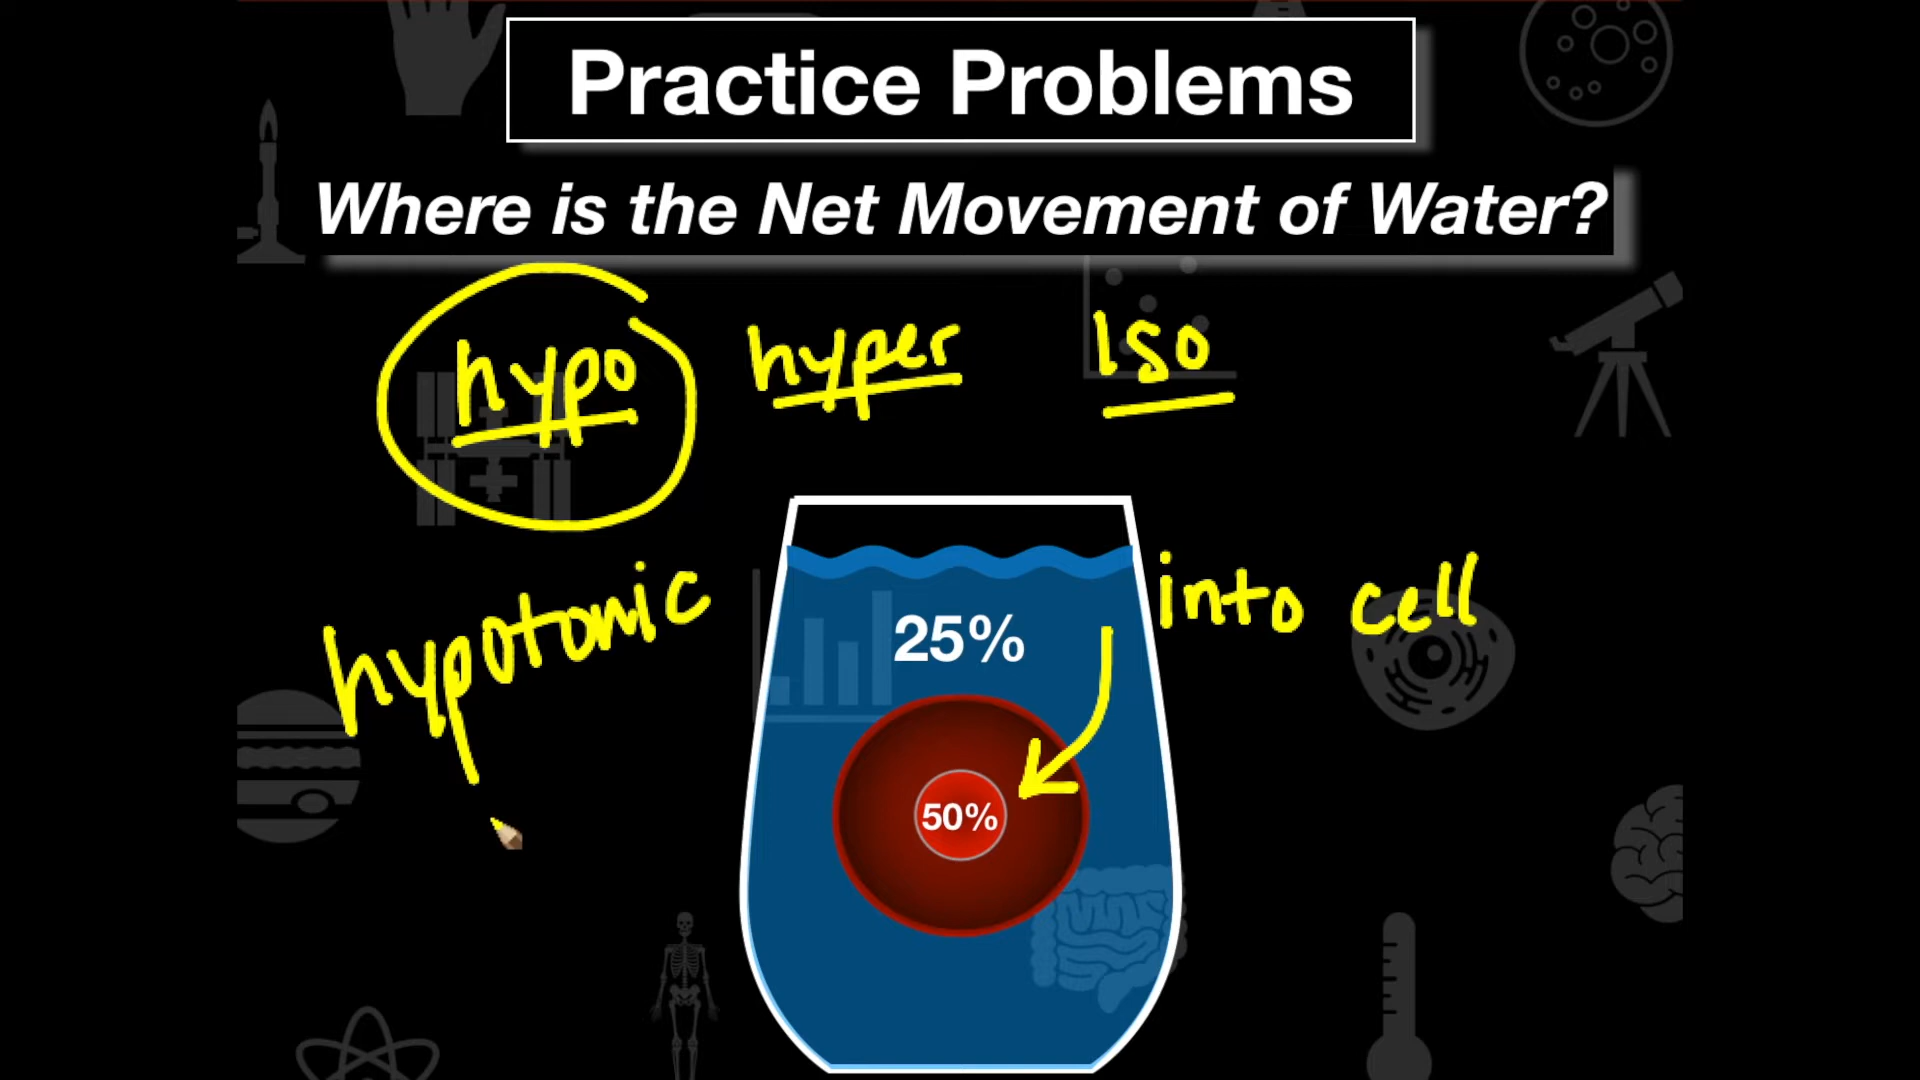 Practice Problems
Where is the Net Movement of Water?
hypo hyper Iso
hypotonic
into cell
25%
50%